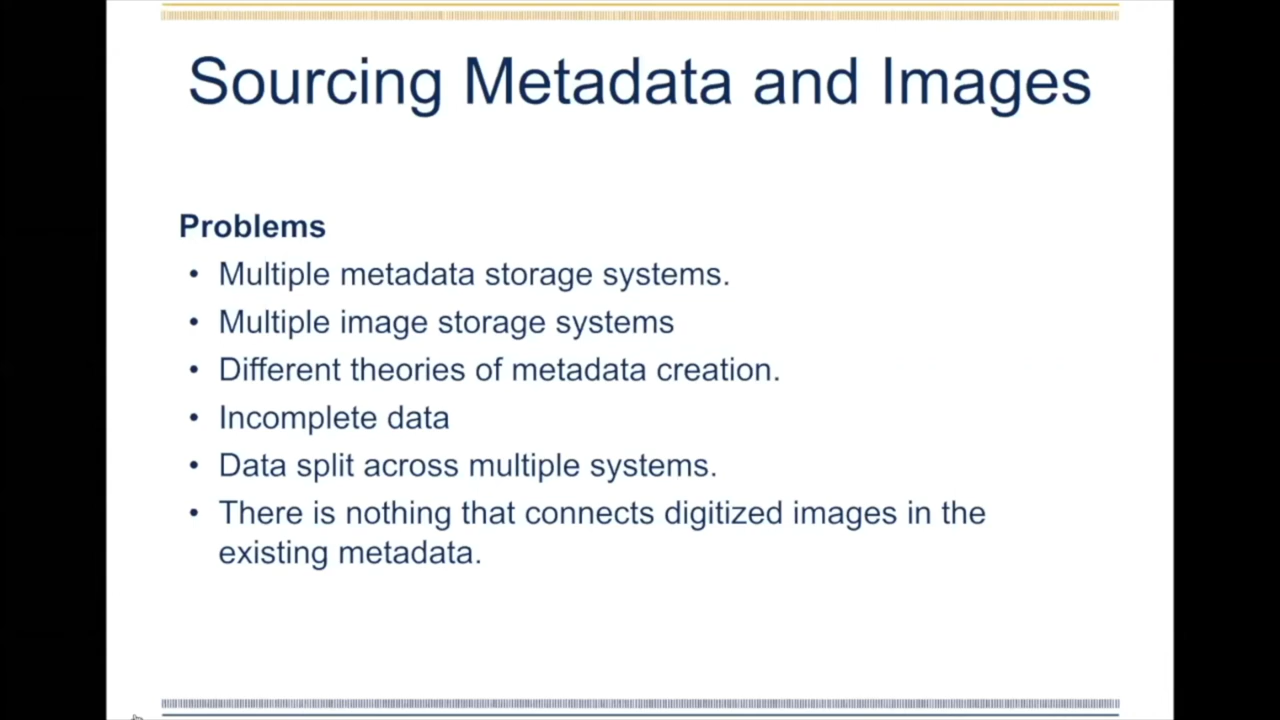 Sourcing Metadata and Images
Problems
• Multiple metadata storage systems.
• Multiple image storage systems
• Different theories of metadata creation.
• Incomplete data
• Data split across multiple systems.
• There is nothing that connects digitized images in the
existing metadata.